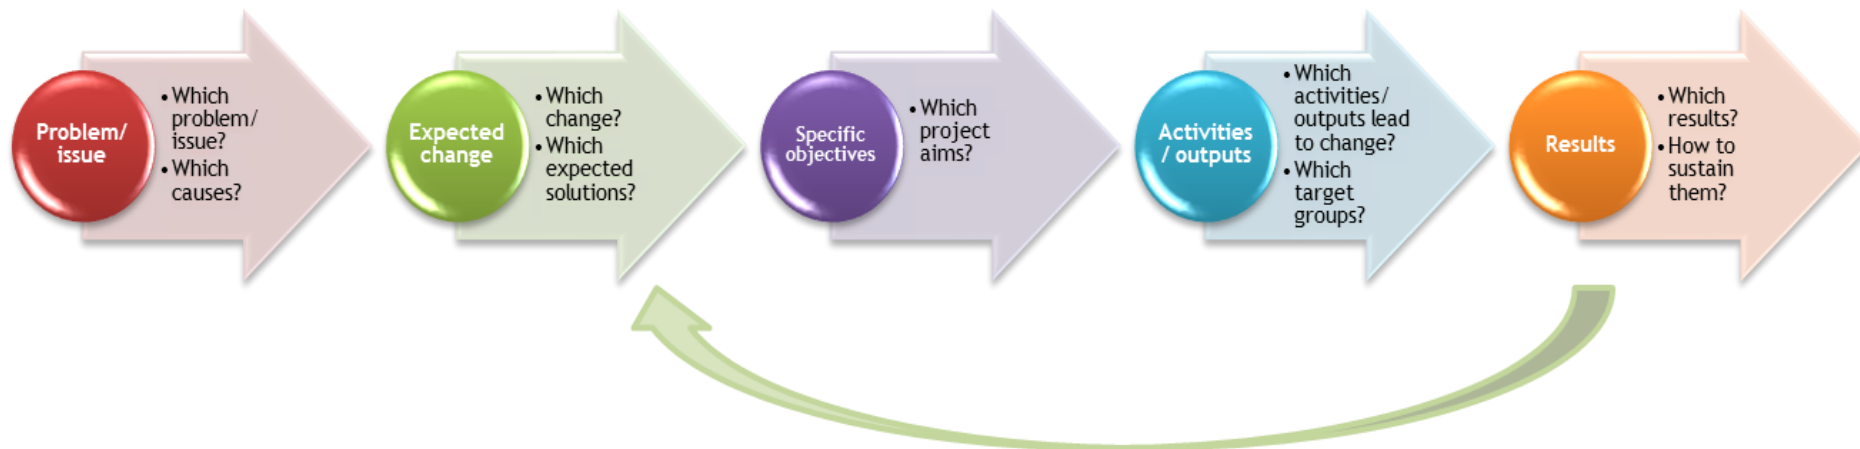 Problem/
issue
• Which
problem/
issue?
• Which
causes?
Expected
change
• Which
change?
• Which
expected
solutions?
Specific
objectives
• Which
project
aims?
Activities
/ outputs
• Which
activities/
outputs lead
to change?
• Which
target
groups?
Results
• Which
results?
• How to
sustain
them?